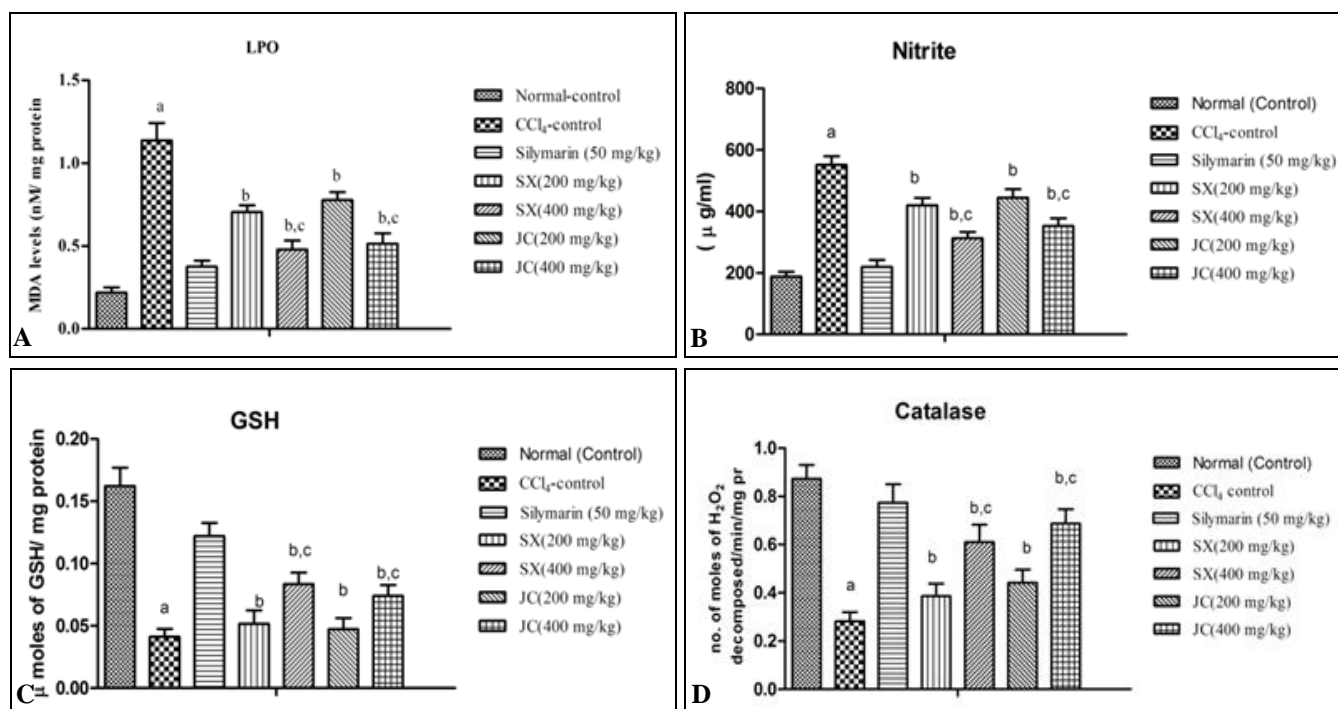 LPO
1.5
1.0
0.5
0.0
MDA levels (nM/ mg protein
a
b
b,c
b
b,c
Normal-control
CCl₄-control
Silymarin (50 mg/kg)
SX(200 mg/kg)
SX(400 mg/kg)
JC(200 mg/kg)
JC(400 mg/kg)
A
Nitrite
800
600
400
200
0
( μ g/ml)
a
b
b,c
b
b,c
Normal (Control)
CCl₄-control
Silymarin (50 mg/kg)
SX(200 mg/kg)
SX(400 mg/kg)
JC(200 mg/kg)
JC(400 mg/kg)
B
GSH
0.20
0.15
0.10
0.05
0.00
μ moles of GSH/ mg protein
a
b
b,c
b
b,c
Normal (Control)
CCl₄-control
Silymarin (50 mg/kg)
SX(200 mg/kg)
SX(400 mg/kg)
JC(200 mg/kg)
JC(400 mg/kg)
C
Catalase
1.0
0.8
0.6
0.4
0.2
0.0
no. of moles of H₂O₂
decomposed/min/mg pr
a
b
b,c
b
b,c
Normal (Control)
CCl₄ control
Silymarin (50 mg/kg)
SX(200 mg/kg)
SX(400 mg/kg)
JC(200 mg/kg)
JC(400 mg/kg)
D